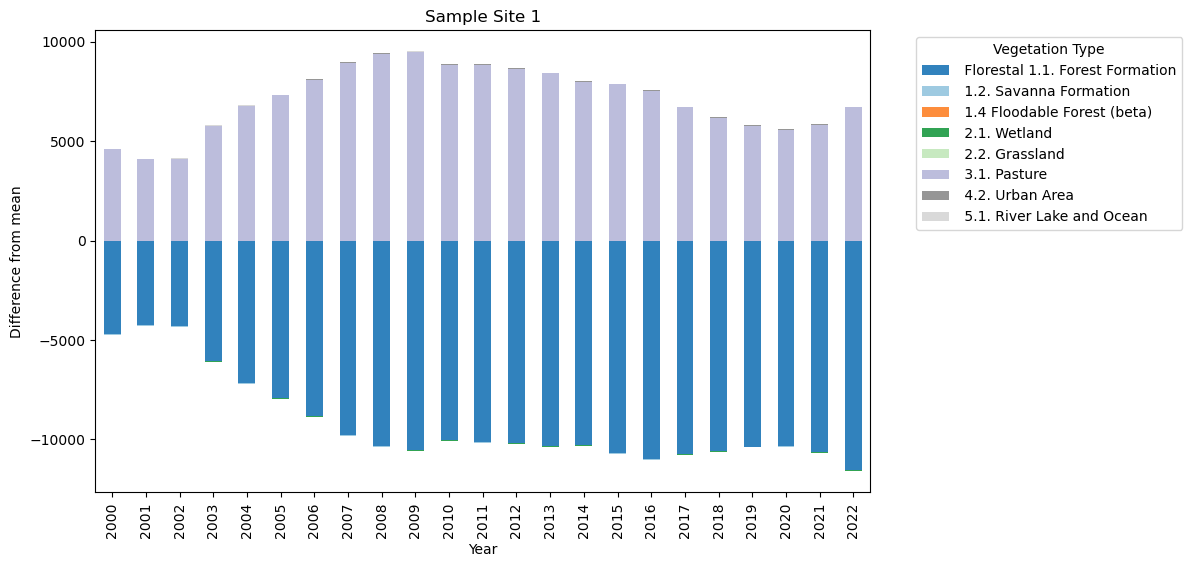 Sample Site 1
Difference from mean
10000
5000
0
−5000
−10000
2000
2001
2002
2003
2004
2005
2006
2007
2008
2009
2010
2011
2012
2013
2014
2015
2016
2017
2018
2019
2020
2021
2022
Year
Vegetation Type
Florestal 1.1. Forest Formation
1.2. Savanna Formation
1.4 Floodable Forest (beta)
2.1. Wetland
2.2. Grassland
3.1. Pasture
4.2. Urban Area
5.1. River Lake and Ocean